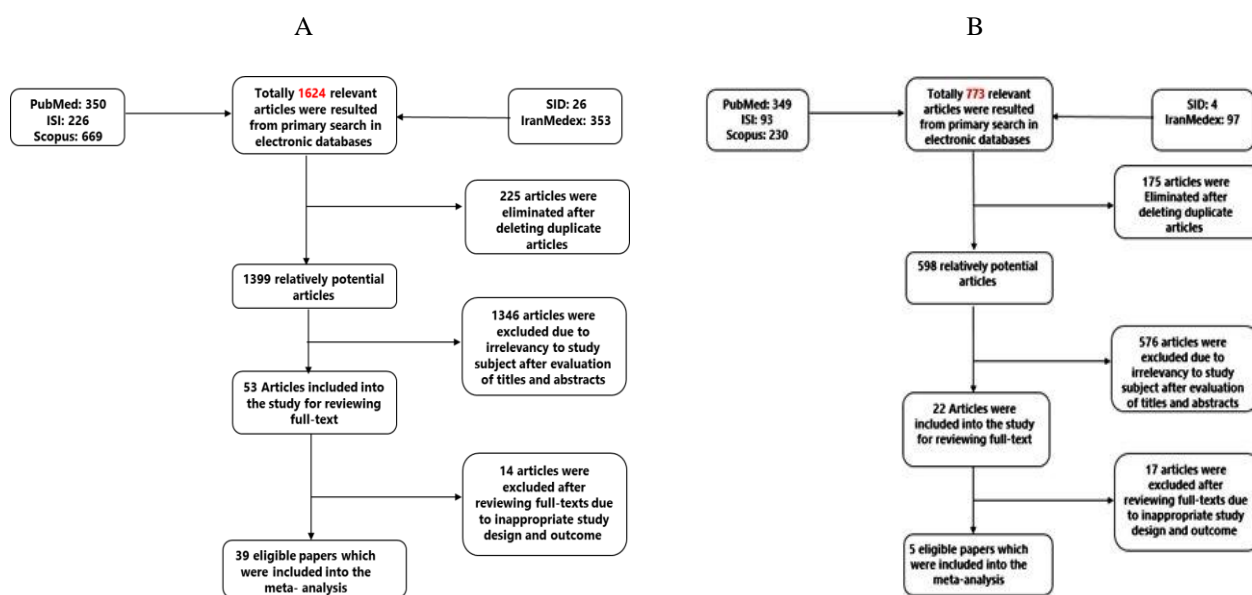 A
PubMed: 350
ISI: 226
Scopus: 669
Totally 1624 relevant
articles were resulted
from primary search in
electronic databases
SID: 26
IranMedex: 353
225 articles were
eliminated after
deleting duplicate
articles
1399 relatively potential
articles
1346 articles were
excluded due to
irrelevancy to study
subject after evaluation
of titles and abstracts
53 Articles included into
the study for reviewing
full-text
14 articles were
excluded after
reviewing full-texts due
to inappropriate study
design and outcome
39 eligible papers which
were included into the
meta- analysis
B
PubMed: 349
ISI: 93
Scopus: 230
Totally 773 relevant
articles were resulted
from primary search in
electronic databases
SID: 4
IranMedex: 97
175 articles were
Eliminated after
deleting duplicate
articles
598 relatively potential
articles
576 articles were
excluded due to
irrelevancy to study
subject after evaluation
of titles and abstracts
22 Articles were
included into the study
for reviewing full-text
17 articles were
excluded after
reviewing full-texts due
to inappropriate study
design and outcome
5 eligible papers which
were included into the
meta-analysis